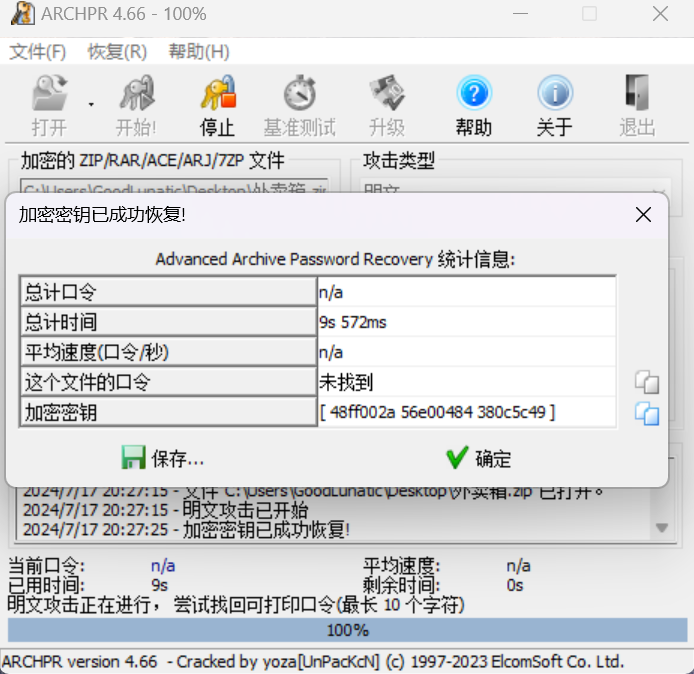 ARCHPR 4.66 - 100%
文件(F) 恢复(R) 帮助(H)
打开 开始! 停止 基准测试 升级 帮助 关于 退出
加密的 ZIP/RAR/ACE/ARJ/7ZP 文件 攻击类型
C:\Users\GoodLunatic\Desktop\外卖箱.zip 明文
加密密钥已成功恢复!
Advanced Archive Password Recovery 统计信息:
总计口令 n/a
总计时间 9s 572ms
平均速度(口令/秒) n/a
这个文件的口令 未找到
加密密钥 [ 48ff002a 56e00484 380c5c49 ]
保存... 确定
2024/7/17 20:27:15 - 文件 C:\Users\GoodLunatic\Desktop\外卖箱.zip 已打开。
2024/7/17 20:27:15 - 明文攻击已开始
2024/7/17 20:27:25 - 加密密钥已成功恢复!
当前口令: n/a 平均速度: n/a
已用时间: 9s 剩余时间: 0s
明文攻击正在进行，尝试找回可打印口令(最长 10 个字符)
100%
ARCHPR version 4.66 - Cracked by yoza[UnPacKcN] (c) 1997-2023 ElcomSoft Co. Ltd.